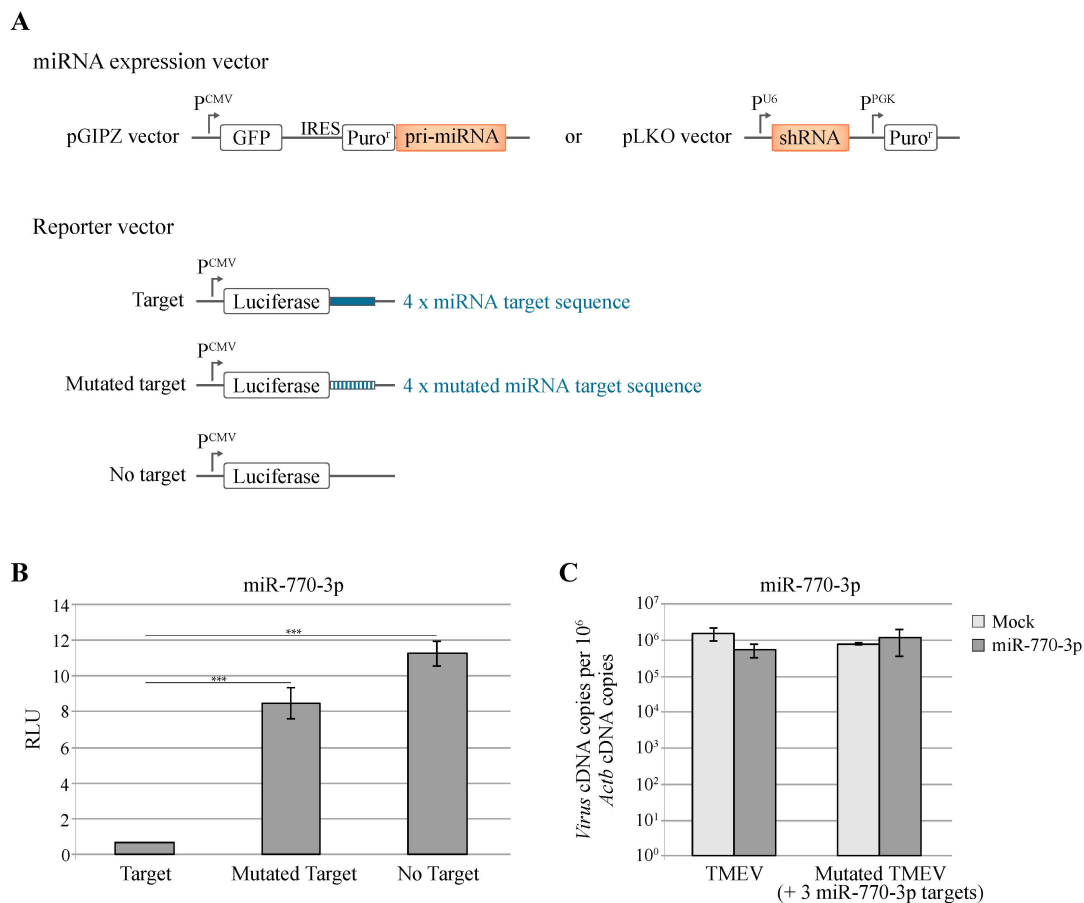 A
miRNA expression vector
P^CMV
pGIPZ vector GFP IRES Puro^r pri-miRNA or pLKO vector P^U6 shRNA P^PGK Puro^r
Reporter vector
P^CMV
Target Luciferase 4 x miRNA target sequence
P^CMV
Mutated target Luciferase 4 x mutated miRNA target sequence
P^CMV
No target Luciferase
B
miR-770-3p
RLU
14
12
10
8
6
4
2
0
***
***
Target Mutated Target No Target
C
miR-770-3p
Virus cDNA copies per 10^6
Actb cDNA copies
10^7
10^6
10^5
10^4
10^3
10^2
10^1
10^0
TMEV Mutated TMEV
(+ 3 miR-770-3p targets)
Mock
miR-770-3p